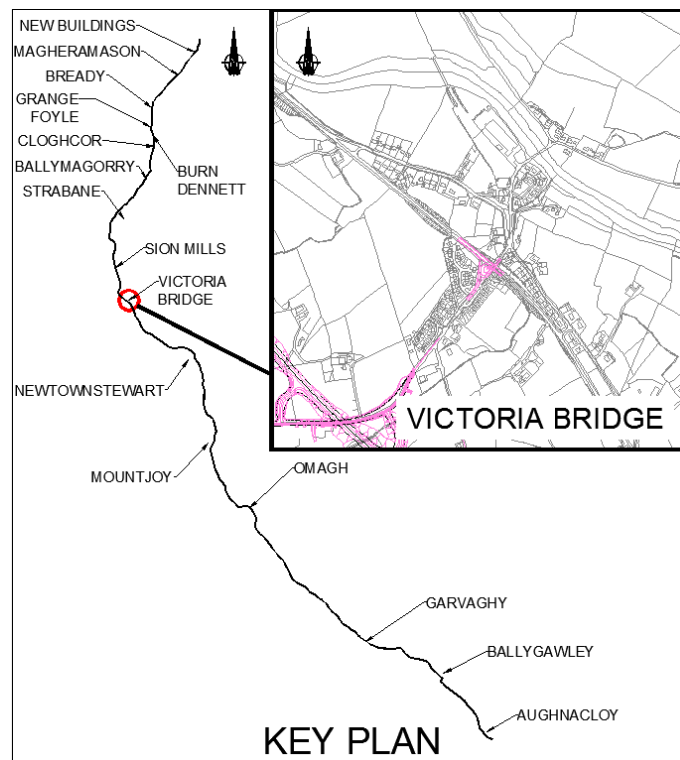 NEW BUILDINGS
MAGHERAMASON
BREADY
GRANGE
FOYLE
CLOGHCOR
BALLYMAGORRY
BURN
DENNETT
STRABANE
SION MILLS
VICTORIA
BRIDGE
NEWTOWNSTEWART
VICTORIA BRIDGE
MOUNTJOY
OMAGH
GARVAGHY
BALLYGAWLEY
AUGHNACLOY
KEY PLAN